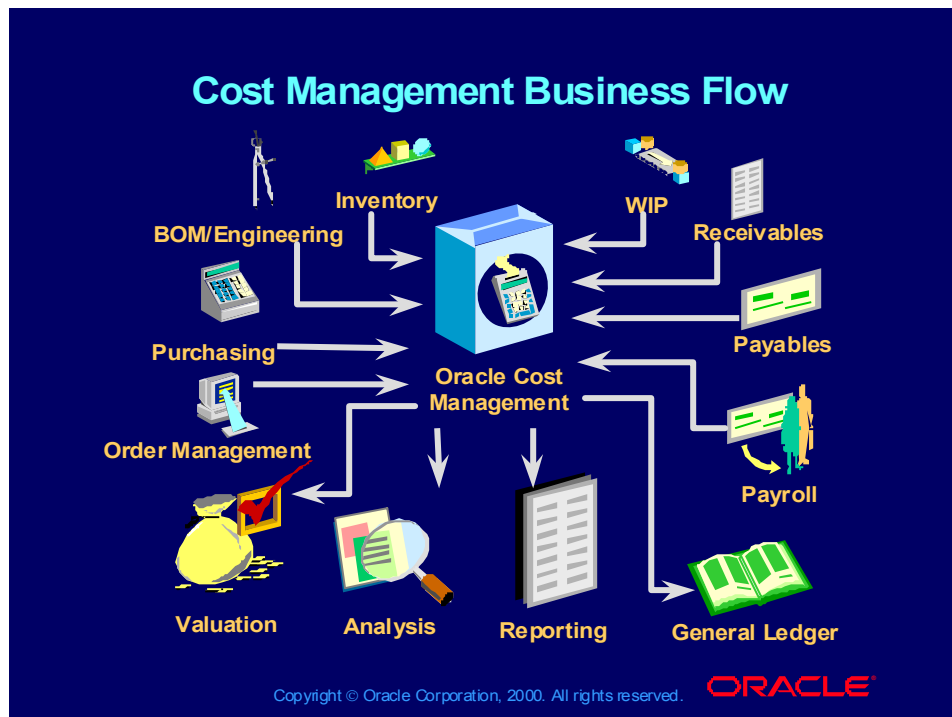 Cost Management Business Flow
Inventory
WIP
BOM/Engineering
Receivables
Purchasing
Payables
Oracle Cost
Management
Order Management
Payroll
Valuation
Analysis
Reporting
General Ledger
Copyright © Oracle Corporation, 2000. All rights reserved.
ORACLE®